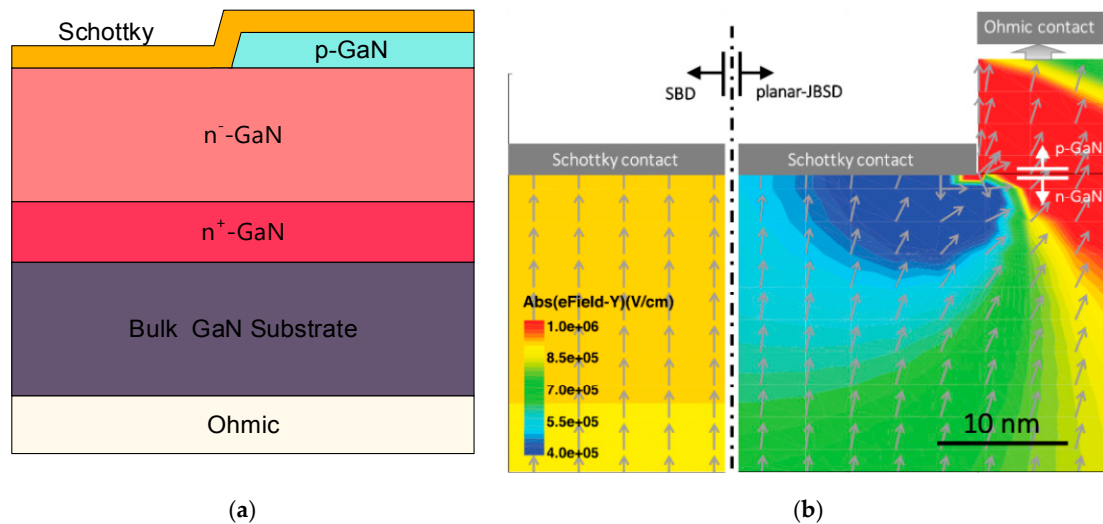 Schottky
p-GaN
n⁻-GaN
n⁺-GaN
Bulk GaN Substrate
Ohmic
(a)
Ohmic contact
SBD
planar-JBSD
Schottky contact
Schottky contact
p-GaN
n-GaN
Abs(eField-Y)(V/cm)
1.0e+06
8.5e+05
7.0e+05
5.5e+05
4.0e+05
10 nm
(b)